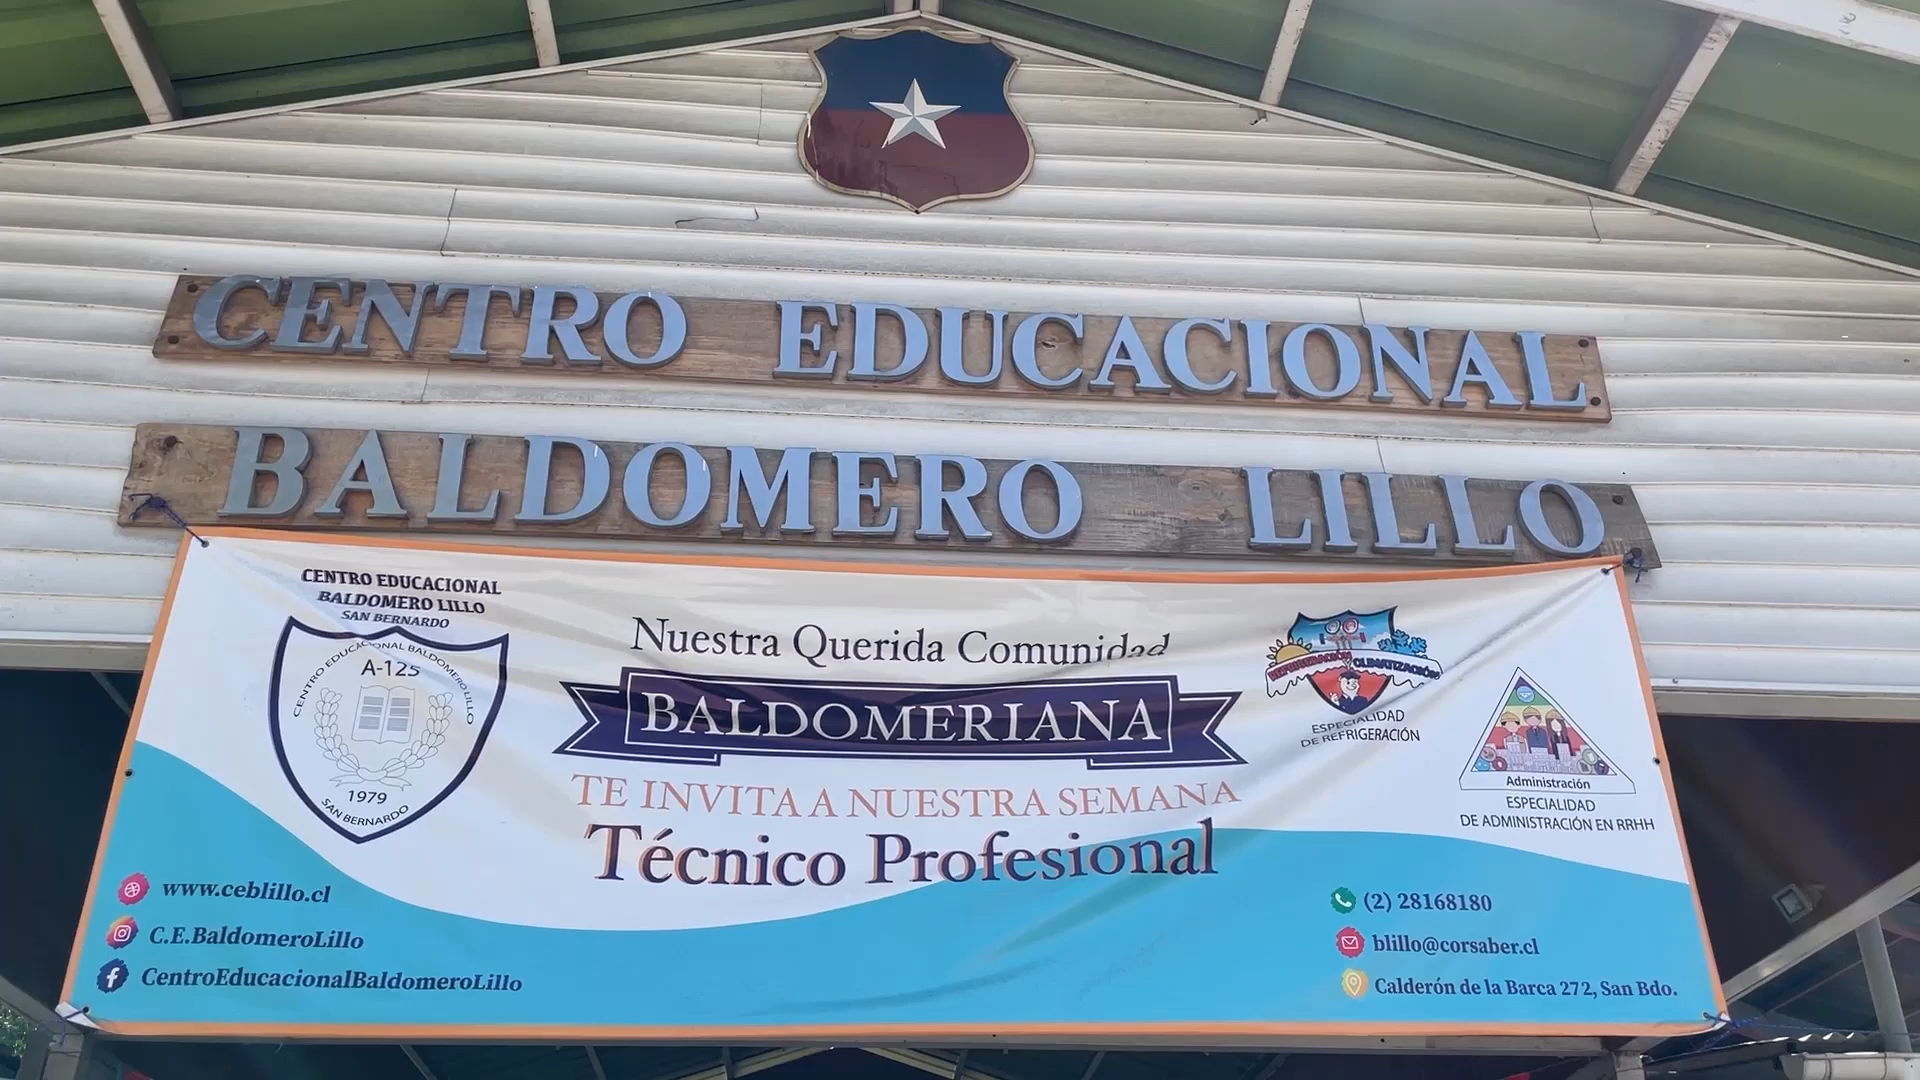 CENTRO EDUCACIONAL
BALDOMERO LILLO
CENTRO EDUCACIONAL
BALDOMERO LILLO
SAN BERNARDO
CENTRO EDUCACIONAL BALDOMERO LILLO
A-125
1979
SAN BERNARDO
Nuestra Querida Comunidad
BALDOMERIANA
TE INVITA A NUESTRA SEMANA
Técnico Profesional
REFRIGERACIÓN Y CLIMATIZACIÓN
ESPECIALIDAD
DE REFRIGERACIÓN
Administración
ESPECIALIDAD
DE ADMINISTRACIÓN EN RRHH
www.ceblillo.cl
C.E.BaldomeroLillo
CentroEducacionalBaldomeroLillo
(2) 28168180
blillo@corsaber.cl
Calderón de la Barca 272, San Bdo.